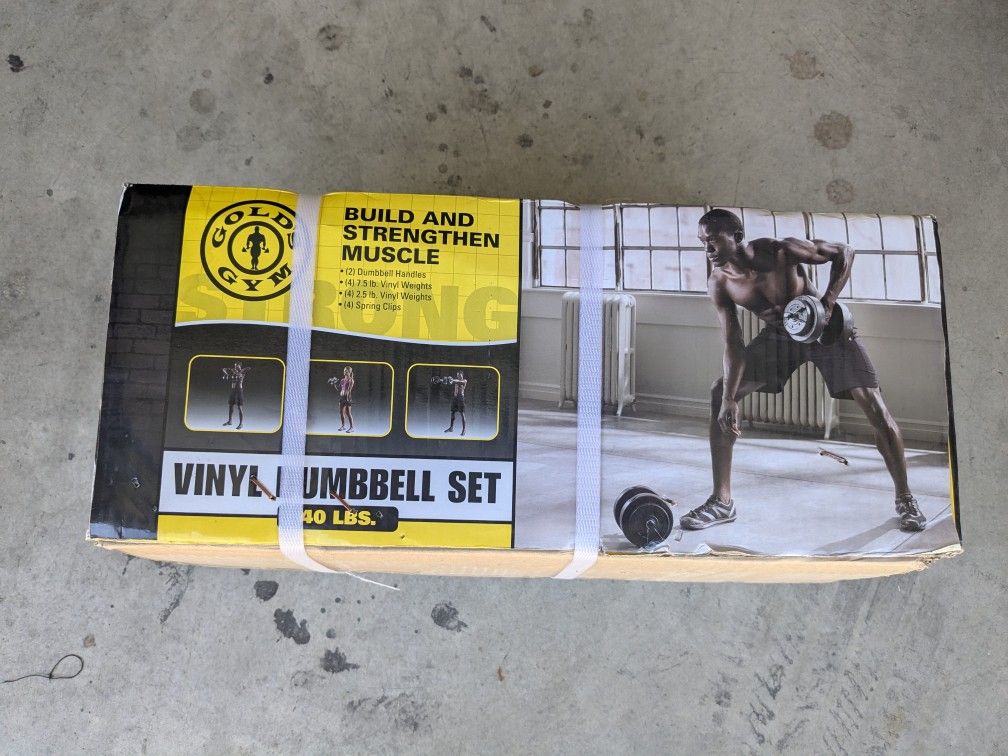 GOLD'S
GYM
BUILD AND
STRENGTHEN
MUSCLE
• (2) Dumbbell Handles
• (4) 7.5 lb. Vinyl Weights
• (4) 2.5 lb. Vinyl Weights
• (4) Spring Clips
STRONG
VINYL DUMBBELL SET
40 LBS.